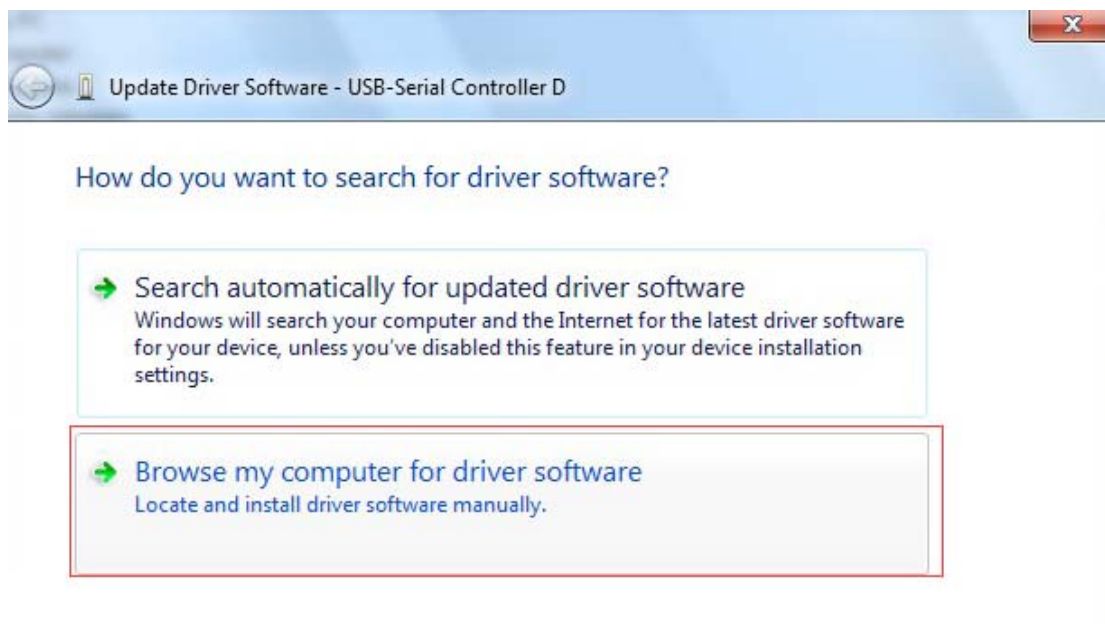 Update Driver Software - USB-Serial Controller D
How do you want to search for driver software?
Search automatically for updated driver software
Windows will search your computer and the Internet for the latest driver software
for your device, unless you've disabled this feature in your device installation
settings.
Browse my computer for driver software
Locate and install driver software manually.